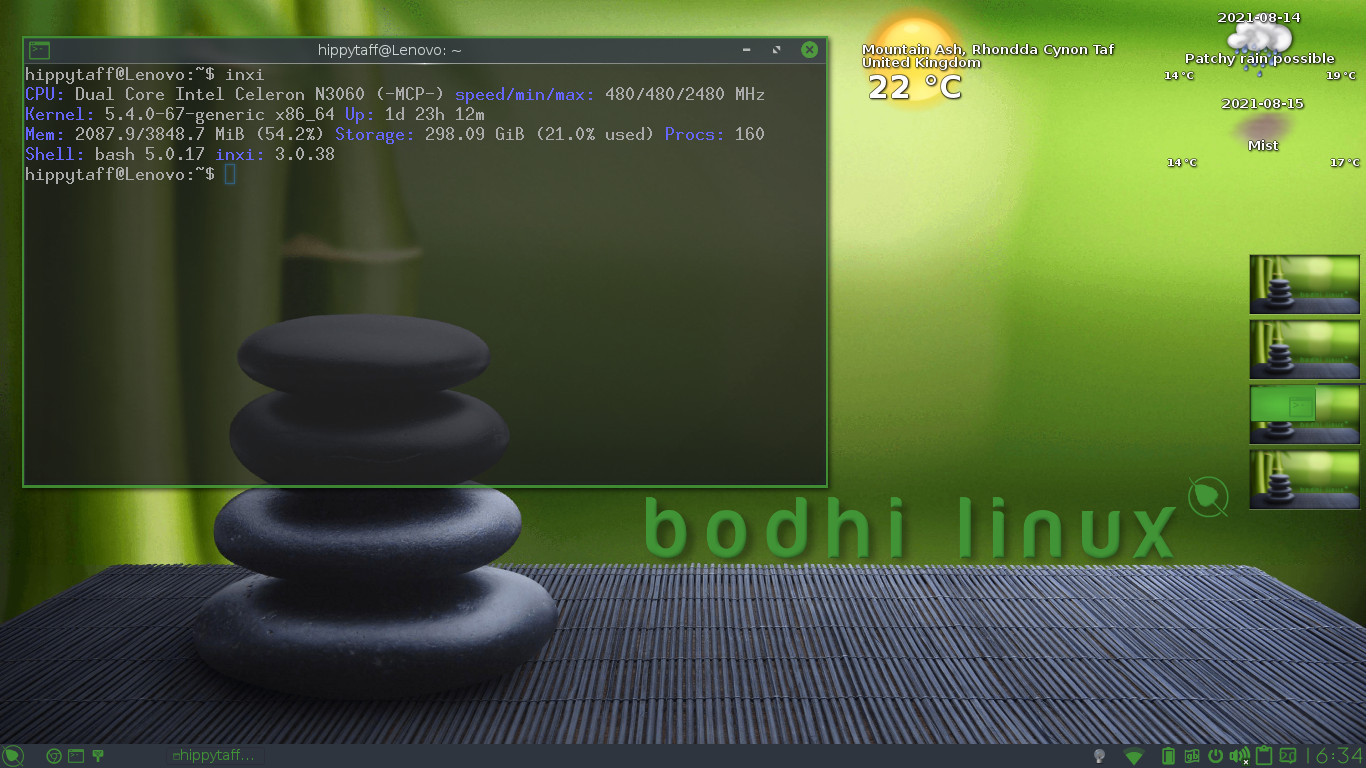 hippytaff@Lenovo: ~
hippytaff@Lenovo:~$ inxi
CPU: Dual Core Intel Celeron N3060 (-MCP-) speed/min/max: 480/480/2480 MHz
Kernel: 5.4.0-67-generic x86_64 Up: 1d 23h 12m
Mem: 2087.9/3848.7 MiB (54.2%) Storage: 298.09 GiB (21.0% used) Procs: 160
Shell: bash 5.0.17 inxi: 3.0.38
hippytaff@Lenovo:~$
Mountain Ash, Rhondda Cynon Taf
United Kingdom
22 °C
2021-08-14
Patchy rain possible
14°C 19°C
2021-08-15
Mist
14°C 17°C
bodhi linux
hippytaff...
gb
16:34